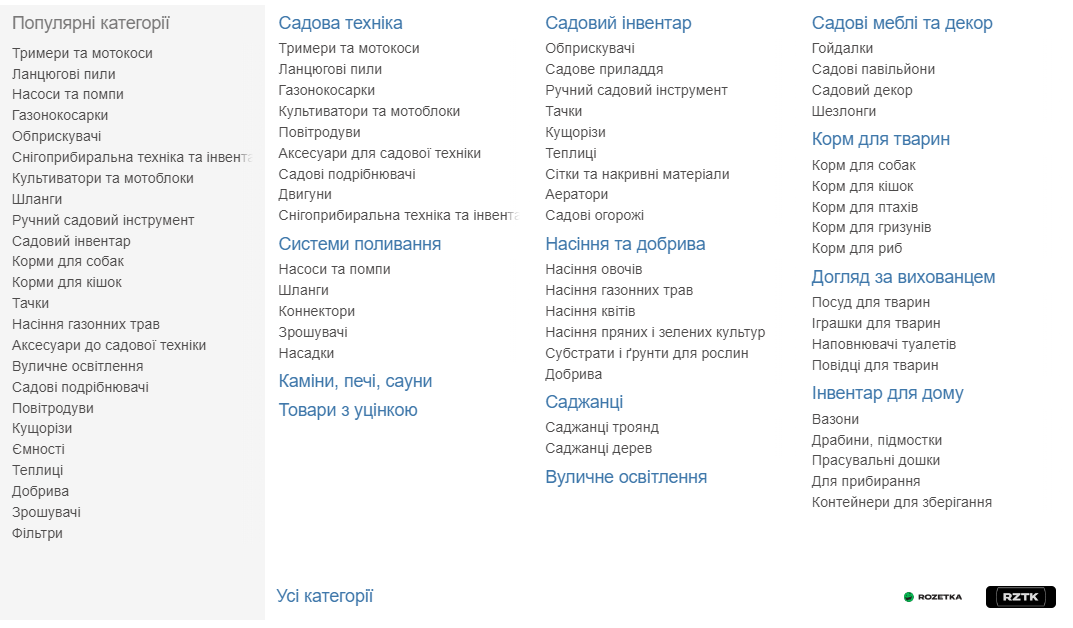 Популярні категорії
Тримери та мотокоси
Ланцюгові пили
Насоси та помпи
Газонокосарки
Обприскувачі
Снігоприбиральна техніка та інвента
Культиватори та мотоблоки
Шланги
Ручний садовий інструмент
Садовий інвентар
Корми для собак
Корми для кішок
Тачки
Насіння газонних трав
Аксесуари до садової техніки
Вуличне освітлення
Садові подрібнювачі
Повітродуви
Кущорізи
Ємності
Теплиці
Добрива
Зрошувачі
Фільтри
Садова техніка
Тримери та мотокоси
Ланцюгові пили
Газонокосарки
Культиватори та мотоблоки
Повітродуви
Аксесуари для садової техніки
Садові подрібнювачі
Двигуни
Снігоприбиральна техніка та інвента
Системи поливання
Насоси та помпи
Шланги
Коннектори
Зрошувачі
Насадки
Каміни, печі, сауни
Товари з уцінкою
Садовий інвентар
Обприскувачі
Садове приладдя
Ручний садовий інструмент
Тачки
Кущорізи
Теплиці
Сітки та накривні матеріали
Аератори
Садові огорожі
Насіння та добрива
Насіння овочів
Насіння газонних трав
Насіння квітів
Насіння пряних і зелених культур
Субстрати і ґрунти для рослин
Добрива
Саджанці
Саджанці троянд
Саджанці дерев
Вуличне освітлення
Садові меблі та декор
Гойдалки
Садові павільйони
Садовий декор
Шезлонги
Корм для тварин
Корм для собак
Корм для кішок
Корм для птахів
Корм для гризунів
Корм для риб
Догляд за вихованцем
Посуд для тварин
Іграшки для тварин
Наповнювачі туалетів
Повідці для тварин
Інвентар для дому
Вазони
Драбини, підмостки
Прасувальні дошки
Для прибирання
Контейнери для зберігання
Усі категорії
ROZETKA
RZTK